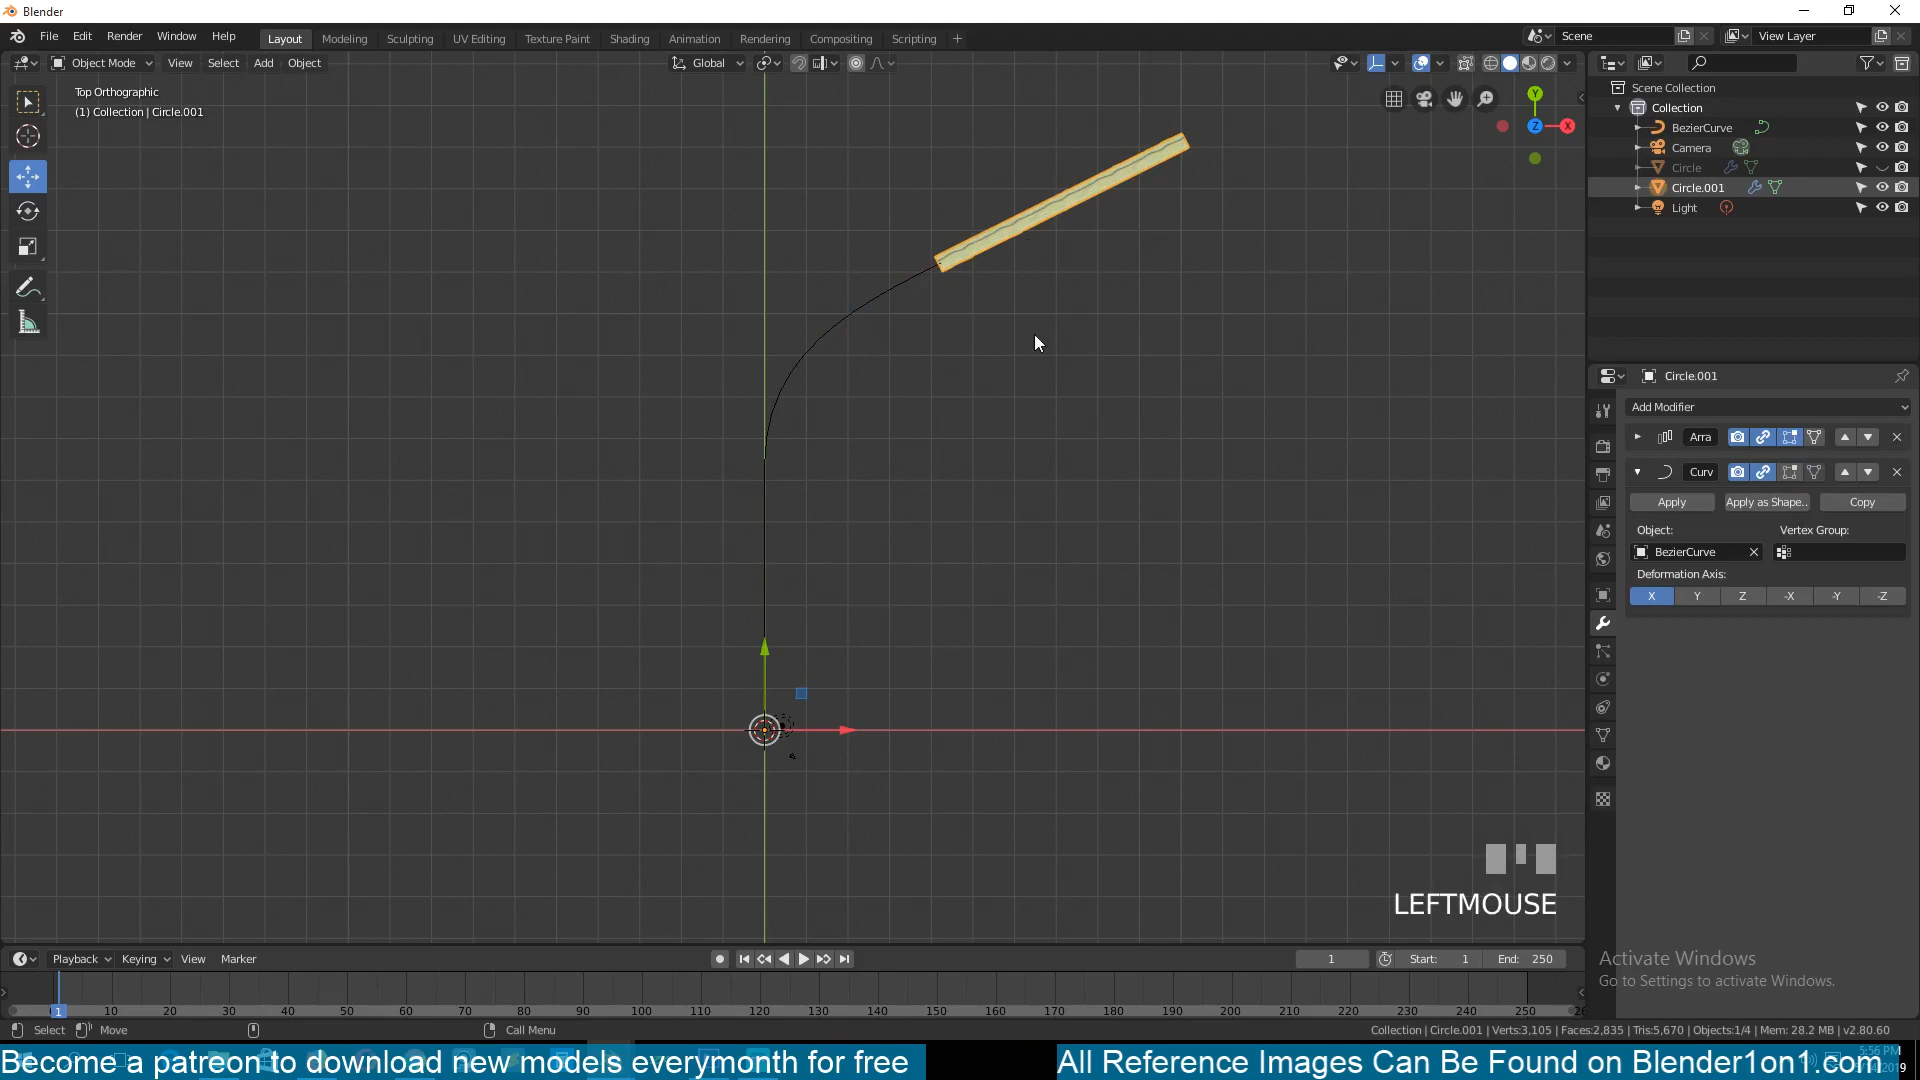 Blender
File Edit Render Window Help
Layout Modeling Sculpting UV Editing Texture Paint Shading Animation Rendering Compositing Scripting +
Scene
View Layer
Object Mode View Select Add Object
Global
Top Orthographic
(1) Collection | Circle.001
Y
Z
X
Scene Collection
Collection
BezierCurve
Camera
Circle
Circle.001
Light
Circle.001
Add Modifier
Arra
Curv
Apply Apply as Shape.. Copy
Object: Vertex Group:
BezierCurve
Deformation Axis:
X Y Z -X -Y -Z
LEFTMOUSE
Playback Keying View Marker
1 Start: 1 End: 250
1 10 20 30 40 50 60 70 80 90 100 110 120 130 140 150 160 170 180 190 200 210 220 230 240 250
Activate Windows
Go to Settings to activate Windows.
Select Move Call Menu
Collection | Circle.001 | Verts:3,105 | Faces:2,835 | Tris:5,670 | Objects:1/4 | Mem: 28.2 MB | v2.80.60
Become a patreon to download new models everymonth for free
All Reference Images Can Be Found on Blender1on1.com
5:56 PM